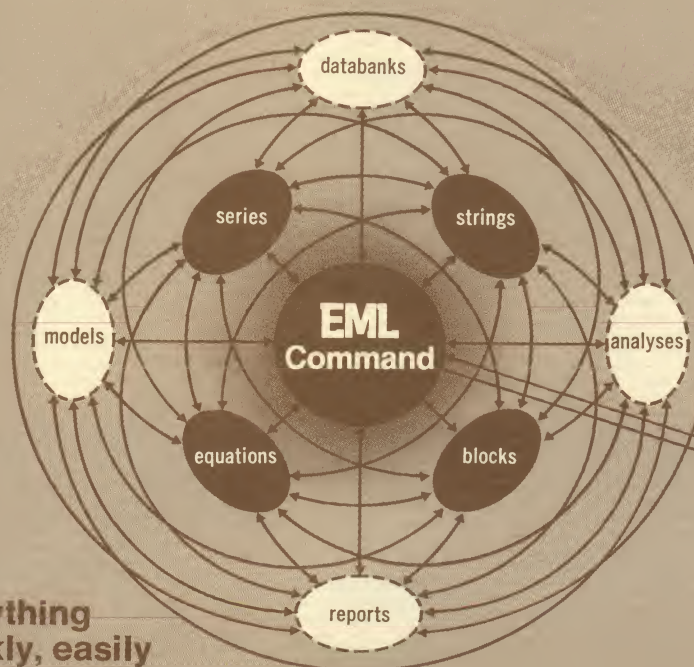 databanks
series
strings
EML
Command
models
analyses
equations
blocks
reports